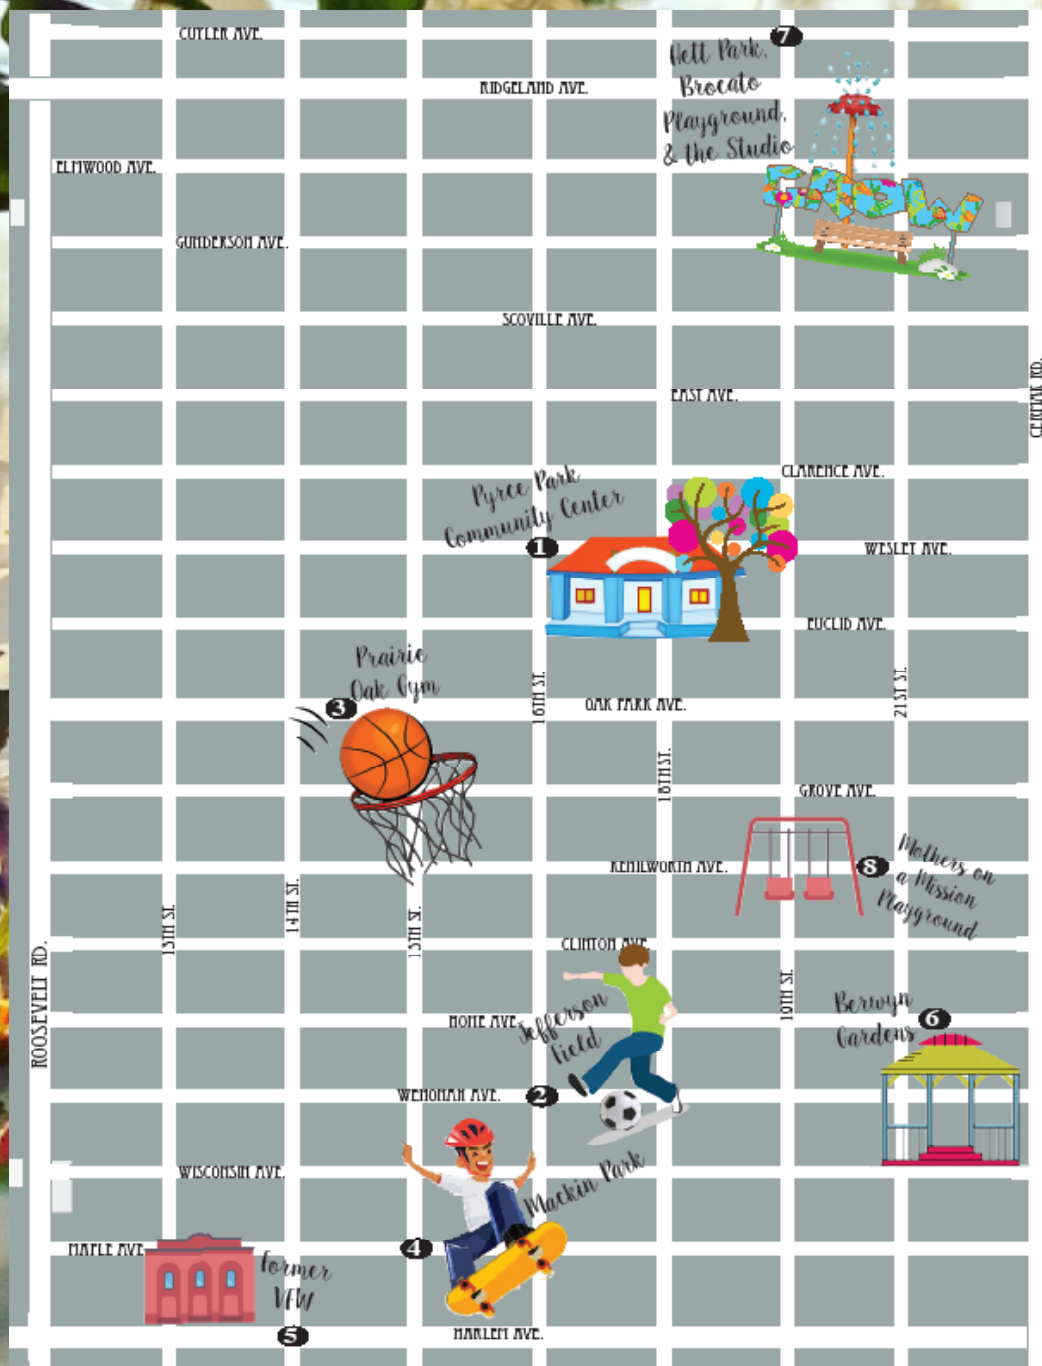 CUTLER AVE.
7
Hett Park,
Brocato
Playground,
& the Studio
RIDGELAND AVE.
ELMWOOD AVE.
GROW
GUNDERSON AVE.
SCOVILLE AVE.
CERMAK RD.
EAST AVE.
CLARENCE AVE.
Pyree Park
Community Center
1
WESLEY AVE.
EUCLID AVE.
Prairie
Oak Gym
3
16TH ST.
21ST ST.
OAK PARK AVE.
18TH ST.
GROVE AVE.
KENILWORTH AVE.
8
Mothers on
a Mission
Playground
14TH ST.
13TH ST.
15TH ST.
ROOSEVELT RD.
CLINTON AVE.
19TH ST.
HOME AVE.
Jefferson
Field
Berwyn
Gardens
6
WENONAH AVE.
2
WISCONSIN AVE.
Mackin Park
MAPLE AVE
4
Former
VFW
5
HARLEM AVE.